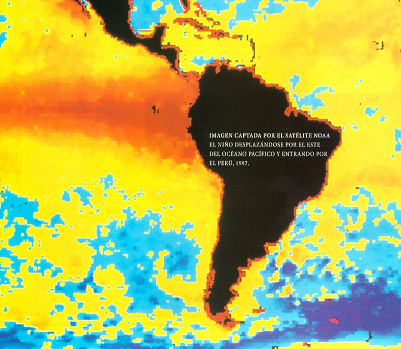 IMAGEN CAPTADA POR EL SATÉLITE NOAA
EL NIÑO DESPLAZÁNDOSE POR EL ESTE
DEL OCÉANO PACÍFICO Y ENTRANDO POR
EL PERÚ, 1997.